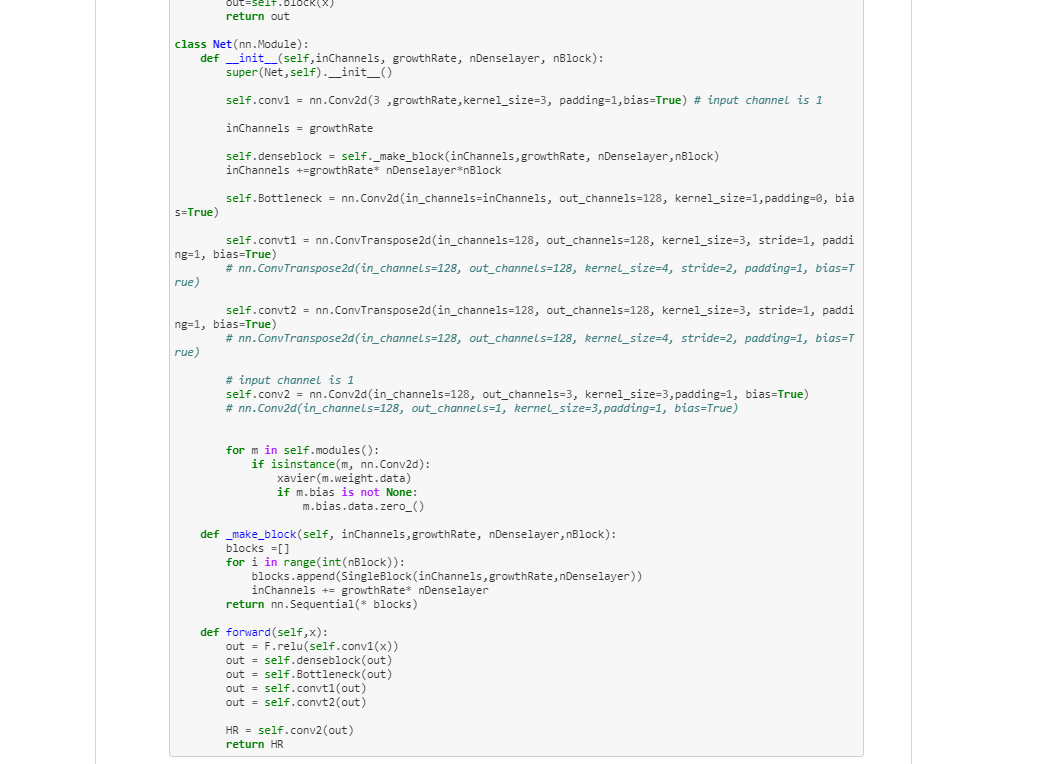 out=self.block(x)
return out
class Net(nn.Module):
def __init__(self,inChannels, growthRate, nDenselayer, nBlock):
super(Net,self).__init__()
self.conv1 = nn.Conv2d(3 ,growthRate,kernel_size=3, padding=1,bias=True) # input channel is 1
inChannels = growthRate
self.denseblock = self._make_block(inChannels,growthRate, nDenselayer,nBlock)
inChannels +=growthRate* nDenselayer*nBlock
self.Bottleneck = nn.Conv2d(in_channels=inChannels, out_channels=128, kernel_size=1,padding=0, bia
s=True)
self.convt1 = nn.ConvTranspose2d(in_channels=128, out_channels=128, kernel_size=3, stride=1, paddi
ng=1, bias=True)
# nn.ConvTranspose2d(in_channels=128, out_channels=128, kernel_size=4, stride=2, padding=1, bias=T
rue)
self.convt2 = nn.ConvTranspose2d(in_channels=128, out_channels=128, kernel_size=3, stride=1, paddi
ng=1, bias=True)
# nn.ConvTranspose2d(in_channels=128, out_channels=128, kernel_size=4, stride=2, padding=1, bias=T
rue)
# input channel is 1
self.conv2 = nn.Conv2d(in_channels=128, out_channels=3, kernel_size=3,padding=1, bias=True)
# nn.Conv2d(in_channels=128, out_channels=1, kernel_size=3,padding=1, bias=True)
for m in self.modules():
if isinstance(m, nn.Conv2d):
xavier(m.weight.data)
if m.bias is not None:
m.bias.data.zero_()
def _make_block(self, inChannels,growthRate, nDenselayer,nBlock):
blocks =[]
for i in range(int(nBlock)):
blocks.append(SingleBlock(inChannels,growthRate,nDenselayer))
inChannels += growthRate* nDenselayer
return nn.Sequential(* blocks)
def forward(self,x):
out = F.relu(self.conv1(x))
out = self.denseblock(out)
out = self.Bottleneck(out)
out = self.convt1(out)
out = self.convt2(out)
HR = self.conv2(out)
return HR